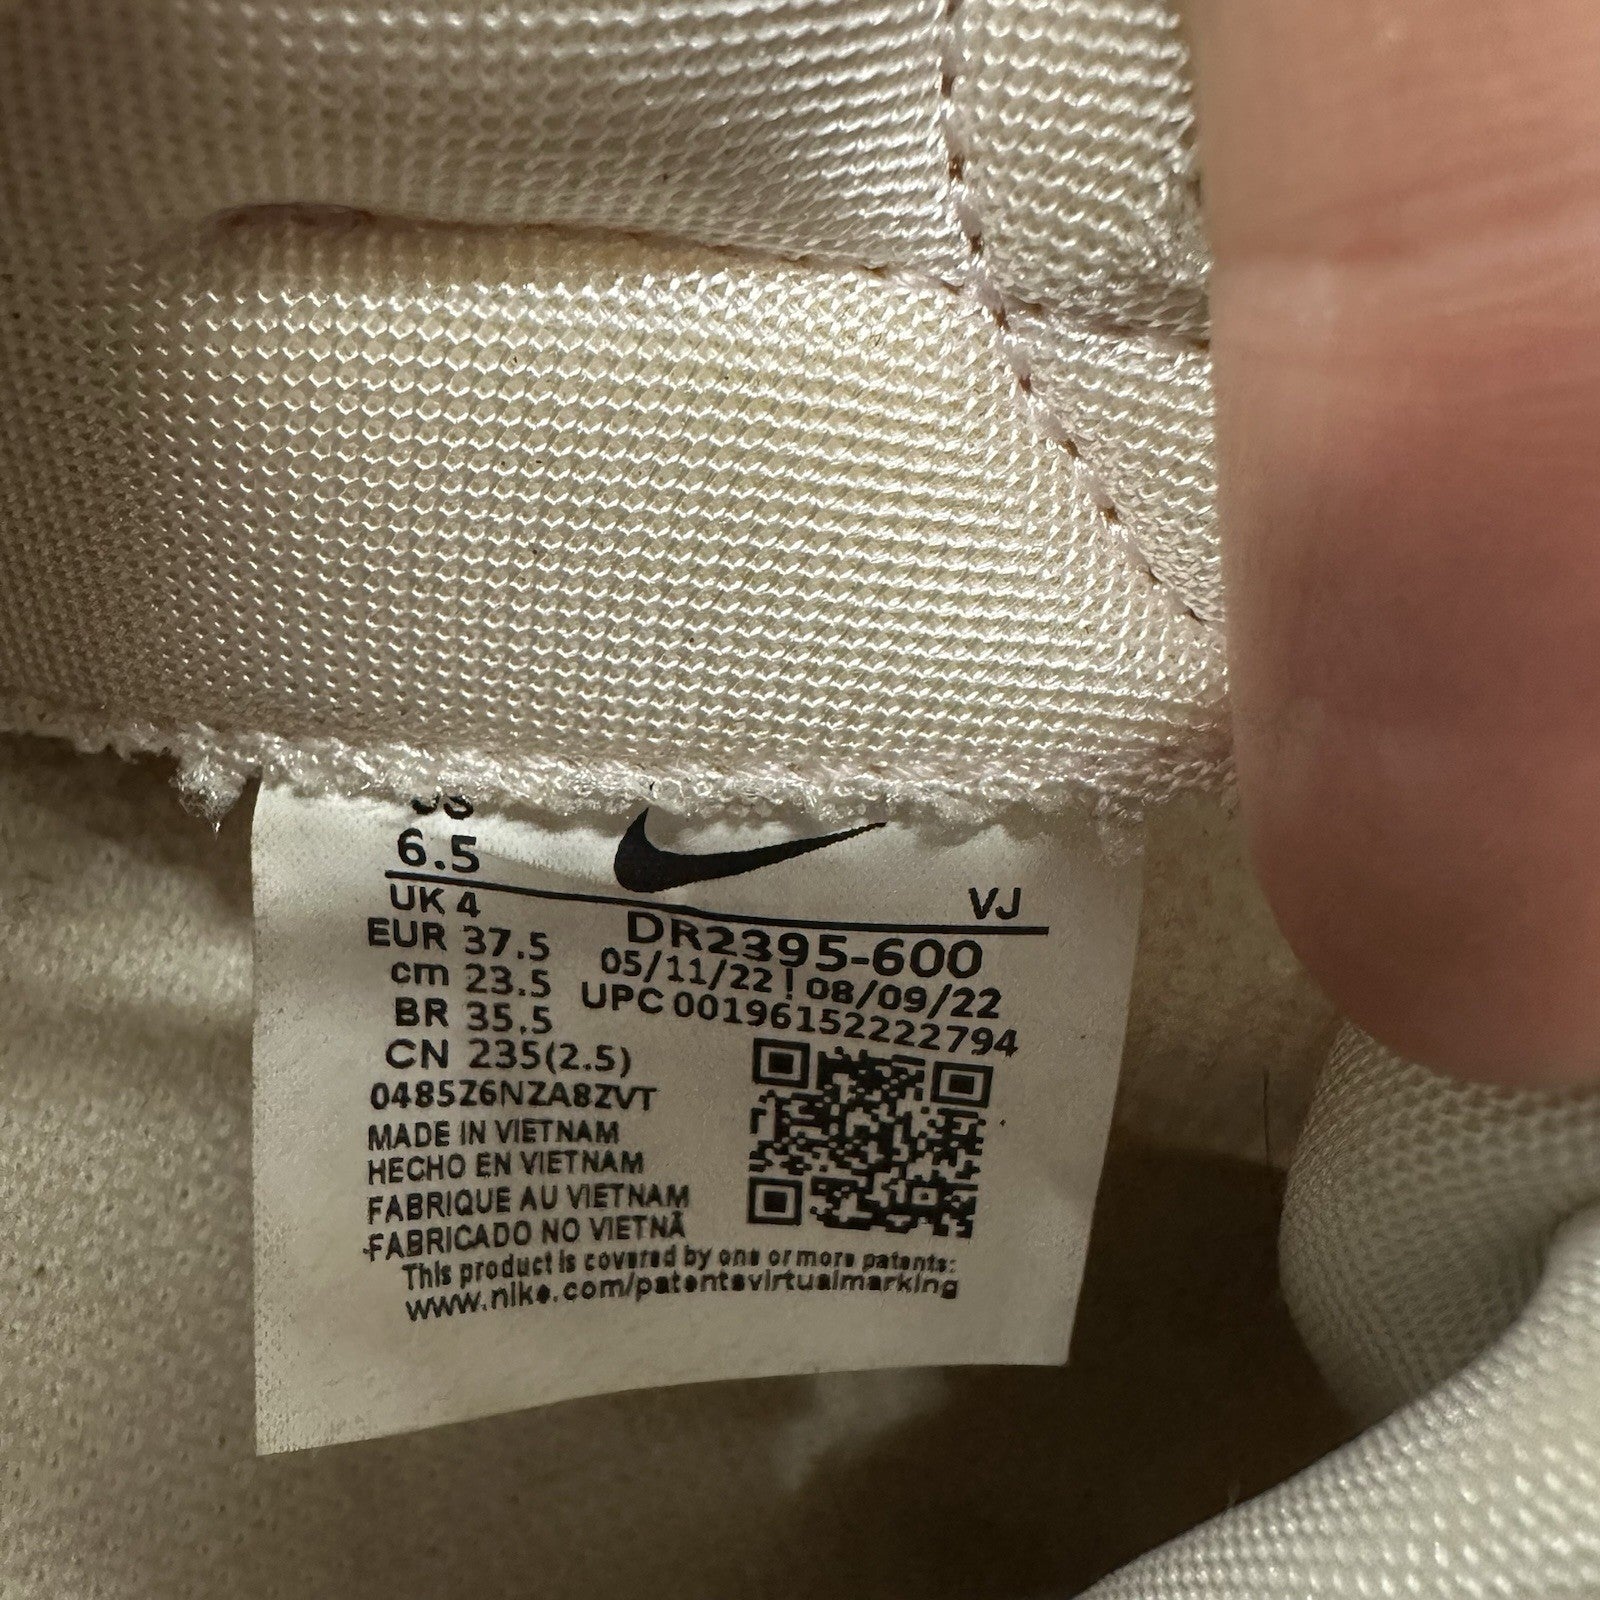 US
6.5
VJ
UK 4
EUR 37.5
cm 23.5
BR 35.5
CN 235(2.5)
DR2395-600
05/11/22 | 08/09/22
UPC 00196152222794
0485Z6NZA8ZVT
MADE IN VIETNAM
HECHO EN VIETNAM
FABRIQUE AU VIETNAM
FABRICADO NO VIETNÃ
This product is covered by one or more patents:
www.nike.com/patentsvirtualmarking